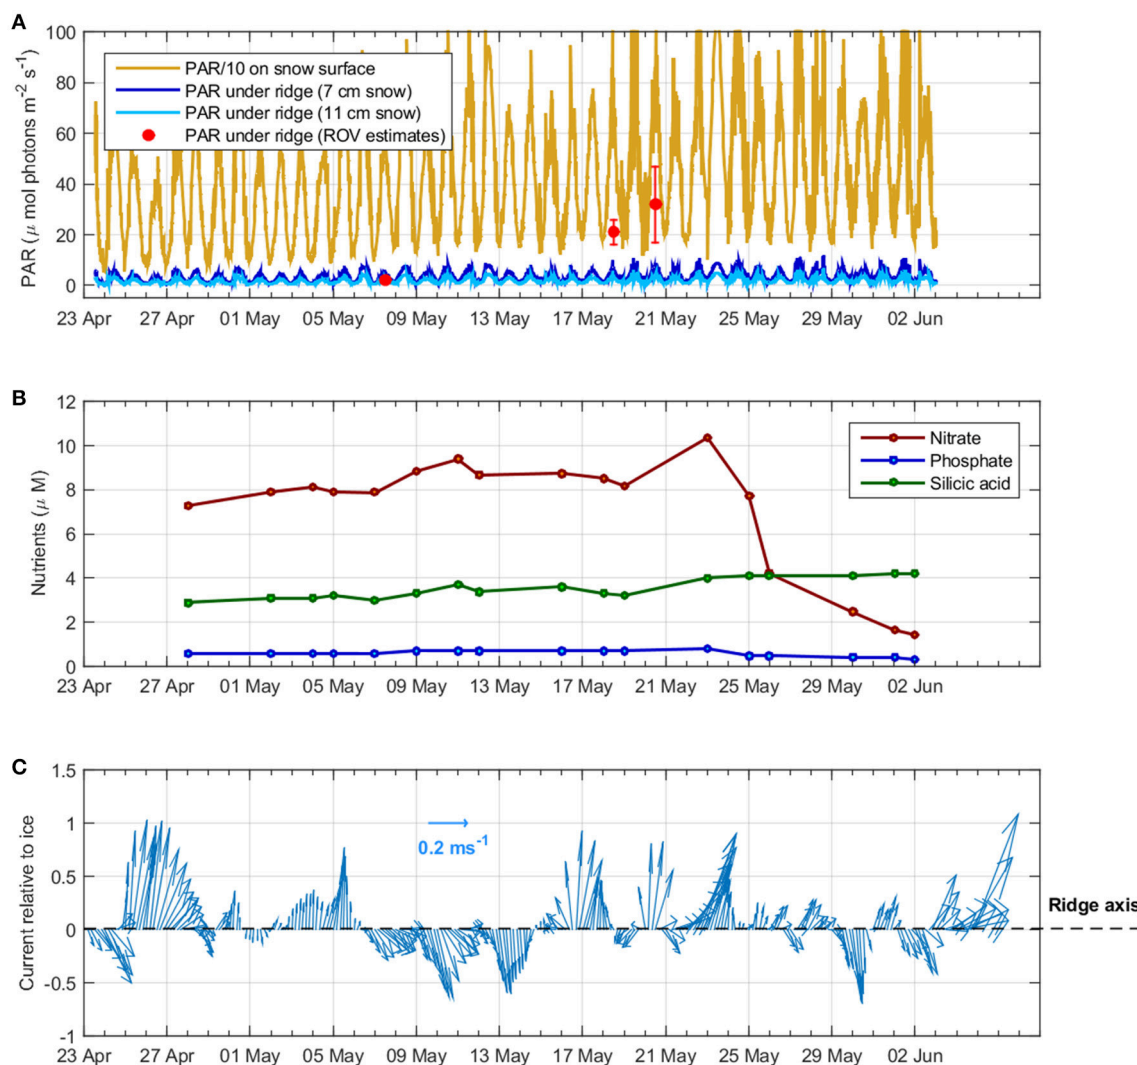 A
PAR (μ mol photons m⁻² s⁻¹)
100
80
60
40
20
0
PAR/10 on snow surface
PAR under ridge (7 cm snow)
PAR under ridge (11 cm snow)
PAR under ridge (ROV estimates)
23 Apr 27 Apr 01 May 05 May 09 May 13 May 17 May 21 May 25 May 29 May 02 Jun
B
Nutrients (μ M)
12
10
8
6
4
2
0
Nitrate
Phosphate
Silicic acid
23 Apr 27 Apr 01 May 05 May 09 May 13 May 17 May 21 May 25 May 29 May 02 Jun
C
Current relative to ice
1.5
1
0.5
0
-0.5
-1
0.2 ms⁻¹
Ridge axis
23 Apr 27 Apr 01 May 05 May 09 May 13 May 17 May 21 May 25 May 29 May 02 Jun